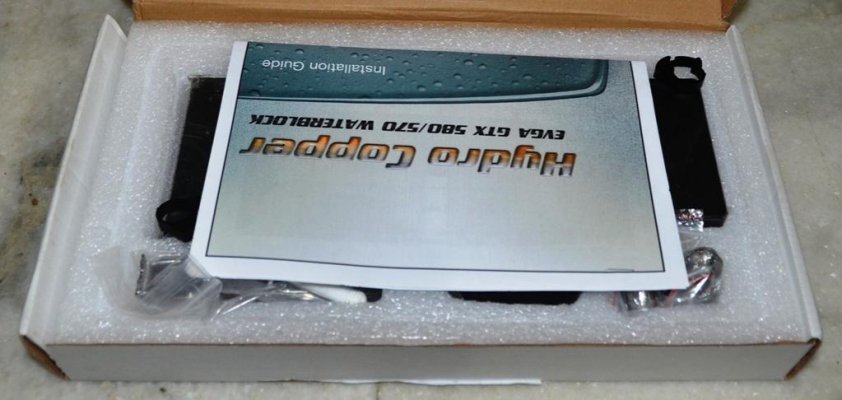 Hydro Copper
EVGA GTX 580/570 WATERBLOCK
Installation Guide